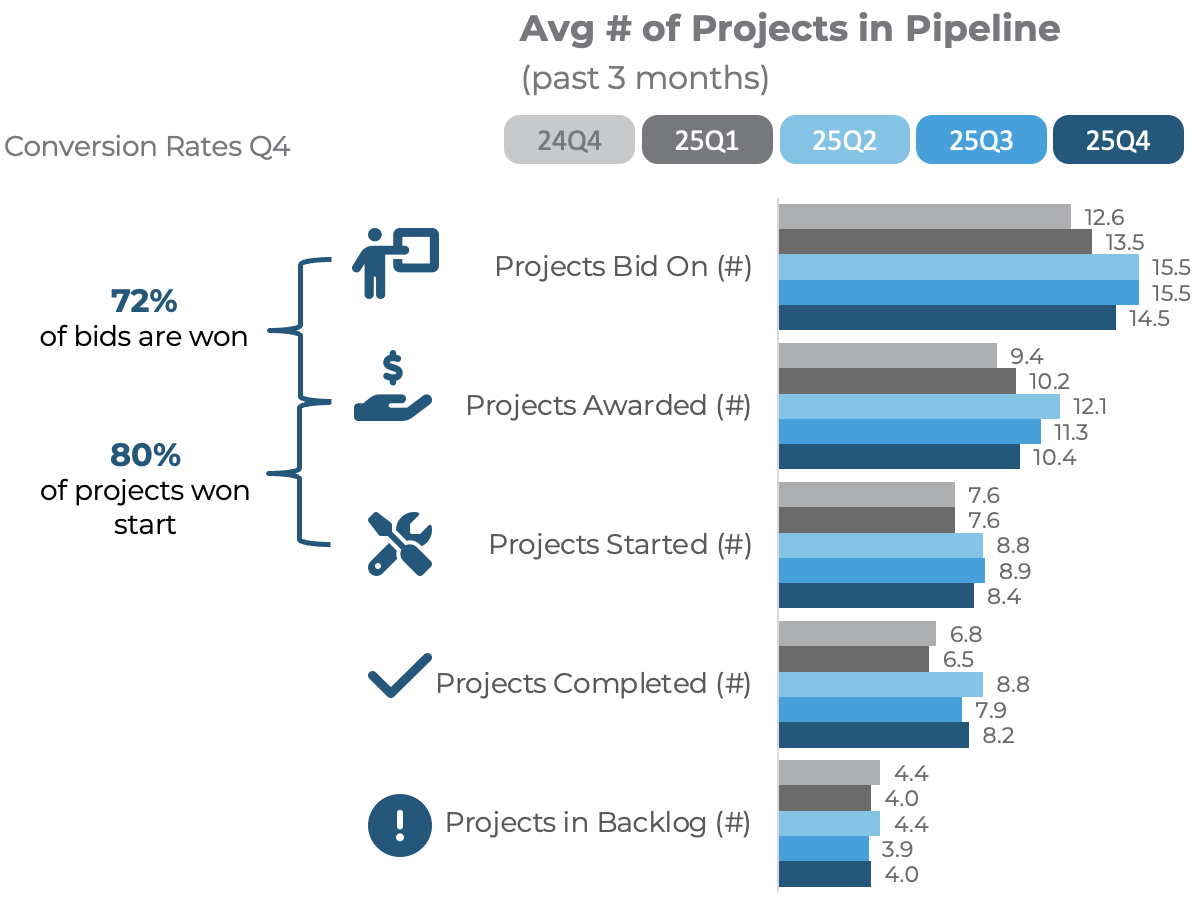 Avg # of Projects in Pipeline
(past 3 months)
Conversion Rates Q4
24Q4
25Q1
25Q2
25Q3
25Q4
72%
of bids are won
80%
of projects won
start
Projects Bid On (#)
12.6
13.5
15.5
15.5
14.5
$
Projects Awarded (#)
9.4
10.2
12.1
11.3
10.4
Projects Started (#)
7.6
7.6
8.8
8.9
8.4
Projects Completed (#)
6.8
6.5
8.8
7.9
8.2
!
Projects in Backlog (#)
4.4
4.0
4.4
3.9
4.0